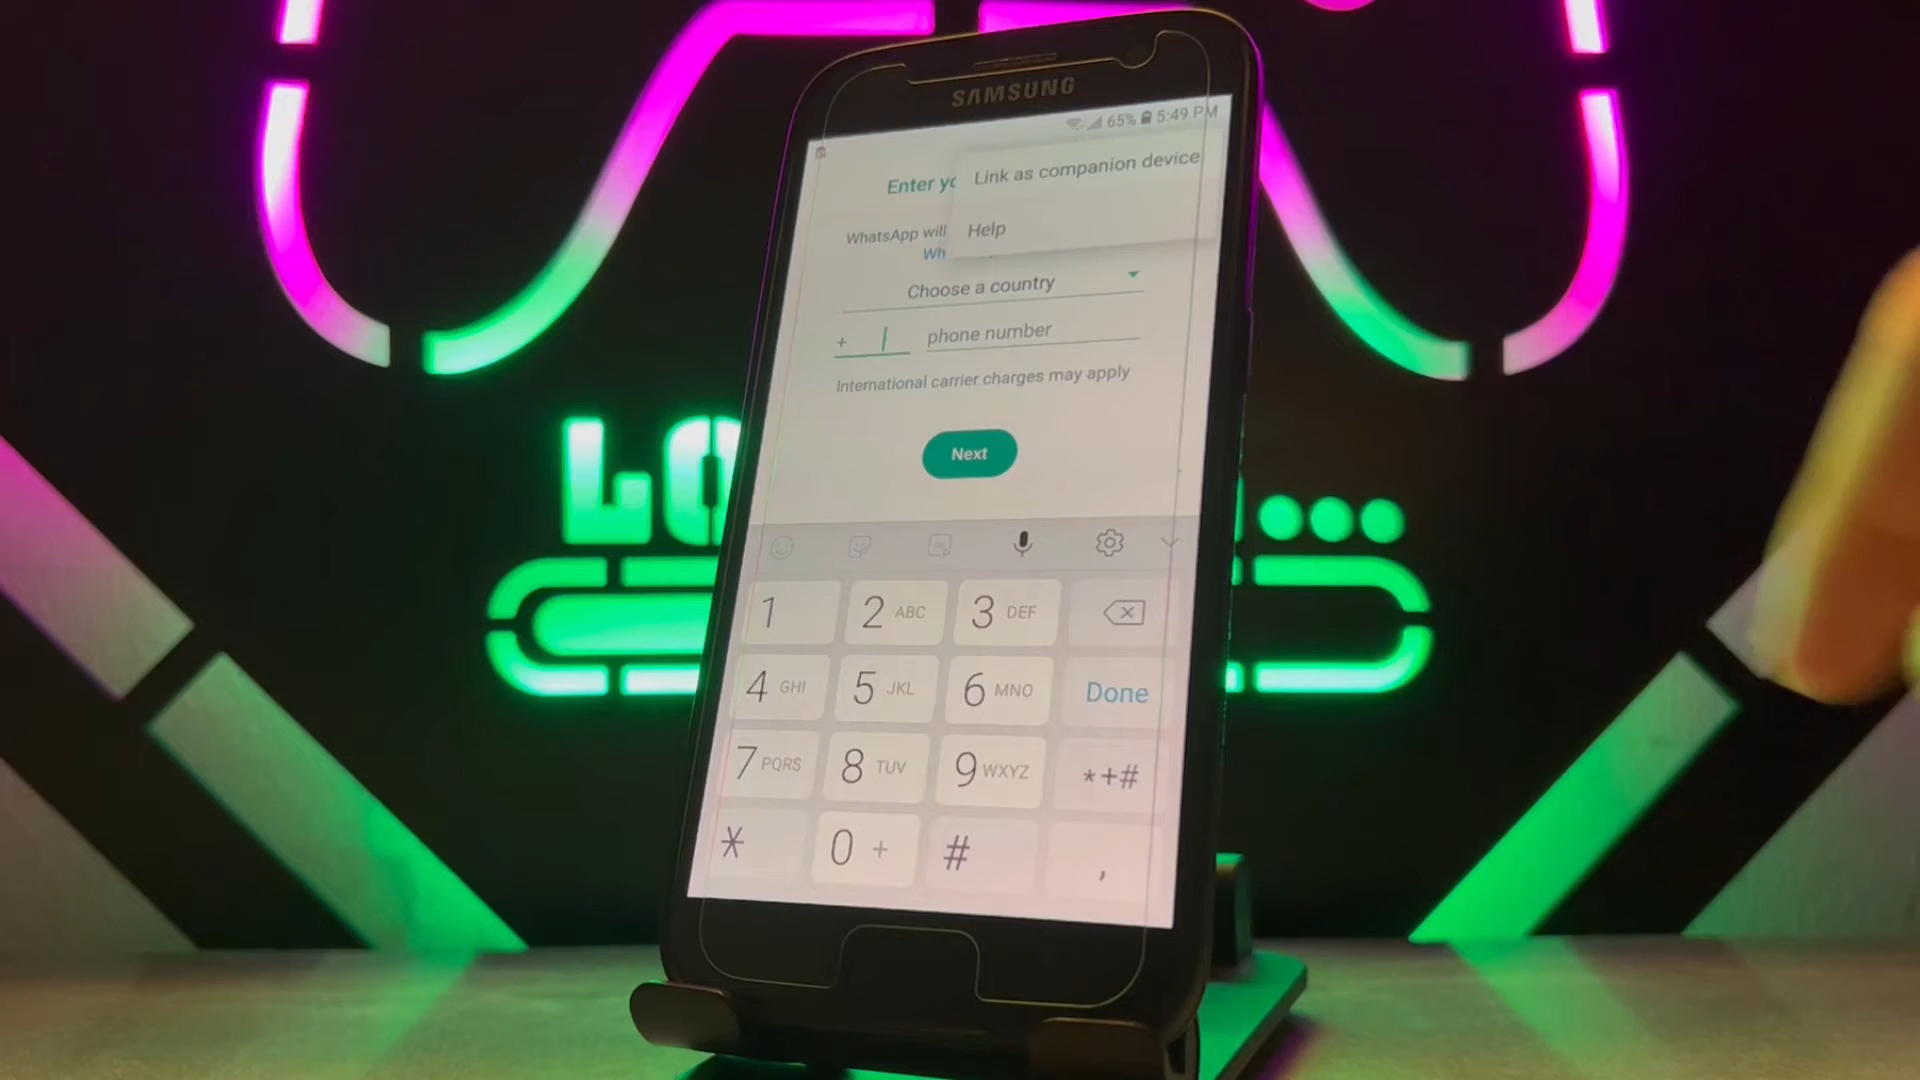 SAMSUNG
65% 5:49 PM
Link as companion device
Enter yo
Help
WhatsApp will
Wh
Choose a country
+ phone number
International carrier charges may apply
Next
1 2 ABC 3 DEF
4 GHI 5 JKL 6 MNO Done
7 PQRS 8 TUV 9 WXYZ *+#
* 0 + # ,